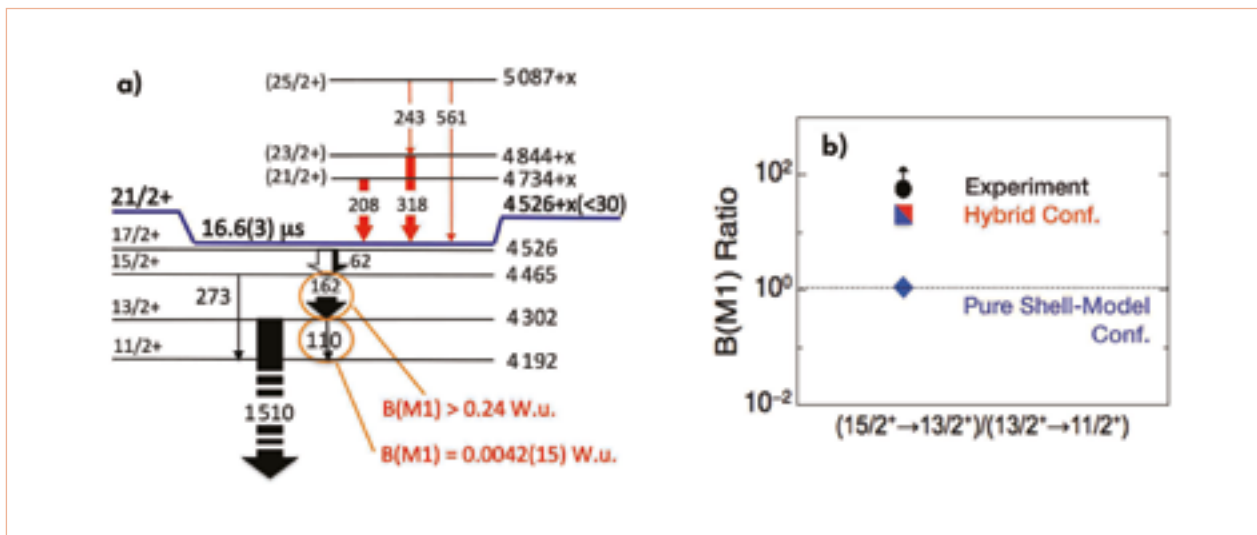 a)
(25/2+)
5087+x
243
561
(23/2+)
4844+x
(21/2+)
4734+x
21/2+
208
318
4526+x(<30)
16.6(3) μs
17/2+
4526
62
15/2+
4465
273
162
13/2+
4302
110
11/2+
4192
1510
B(M1) > 0.24 W.u.
B(M1) = 0.0042(15) W.u.
b)
B(M1) Ratio
10²
10⁰
10⁻²
Experiment
Hybrid Conf.
Pure Shell-Model
Conf.
(15/2⁺→13/2⁺)/(13/2⁺→11/2⁺)